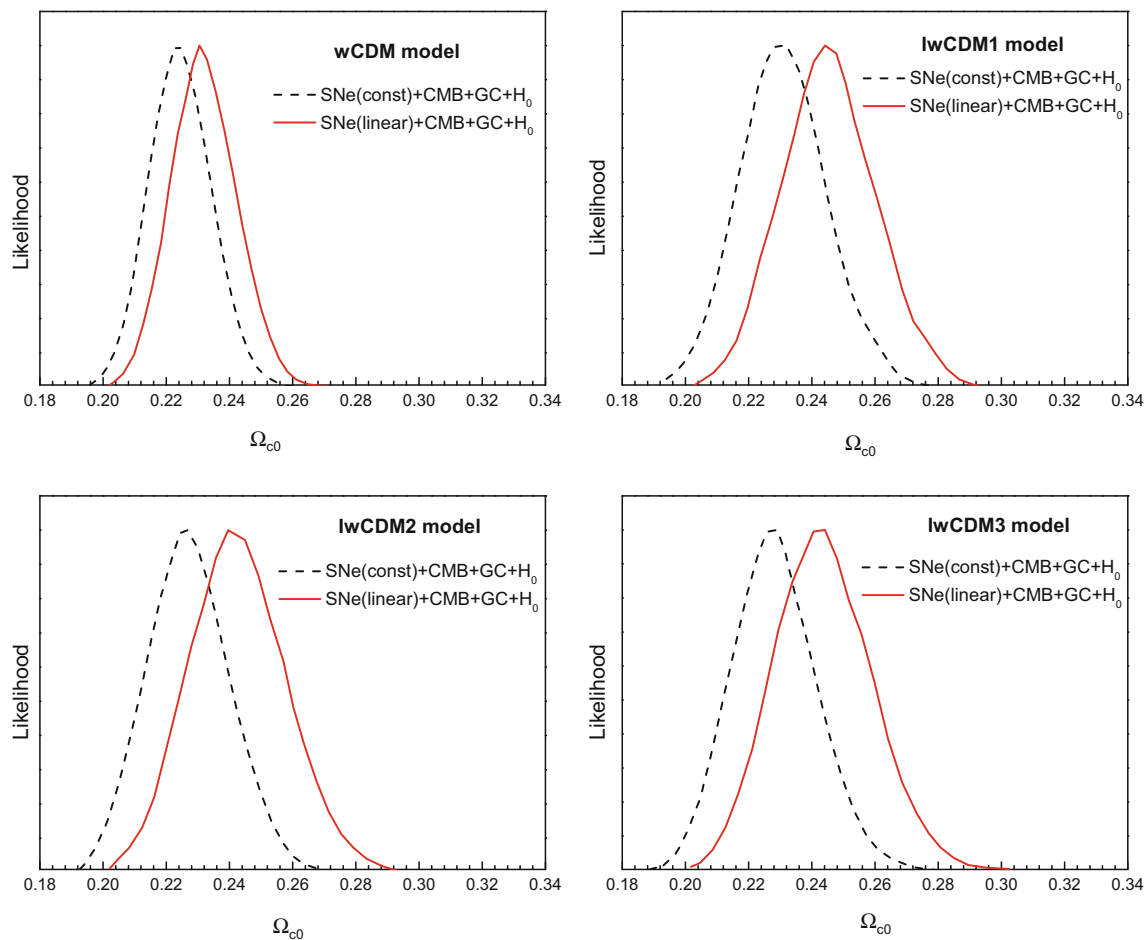 wCDM model
SNe(const)+CMB+GC+H₀
SNe(linear)+CMB+GC+H₀
Likelihood
0.18 0.20 0.22 0.24 0.26 0.28 0.30 0.32 0.34
Ωc0
IwCDM1 model
SNe(const)+CMB+GC+H₀
SNe(linear)+CMB+GC+H₀
Likelihood
0.18 0.20 0.22 0.24 0.26 0.28 0.30 0.32 0.34
Ωc0
IwCDM2 model
SNe(const)+CMB+GC+H₀
SNe(linear)+CMB+GC+H₀
Likelihood
0.18 0.20 0.22 0.24 0.26 0.28 0.30 0.32 0.34
Ωc0
IwCDM3 model
SNe(const)+CMB+GC+H₀
SNe(linear)+CMB+GC+H₀
Likelihood
0.18 0.20 0.22 0.24 0.26 0.28 0.30 0.32 0.34
Ωc0